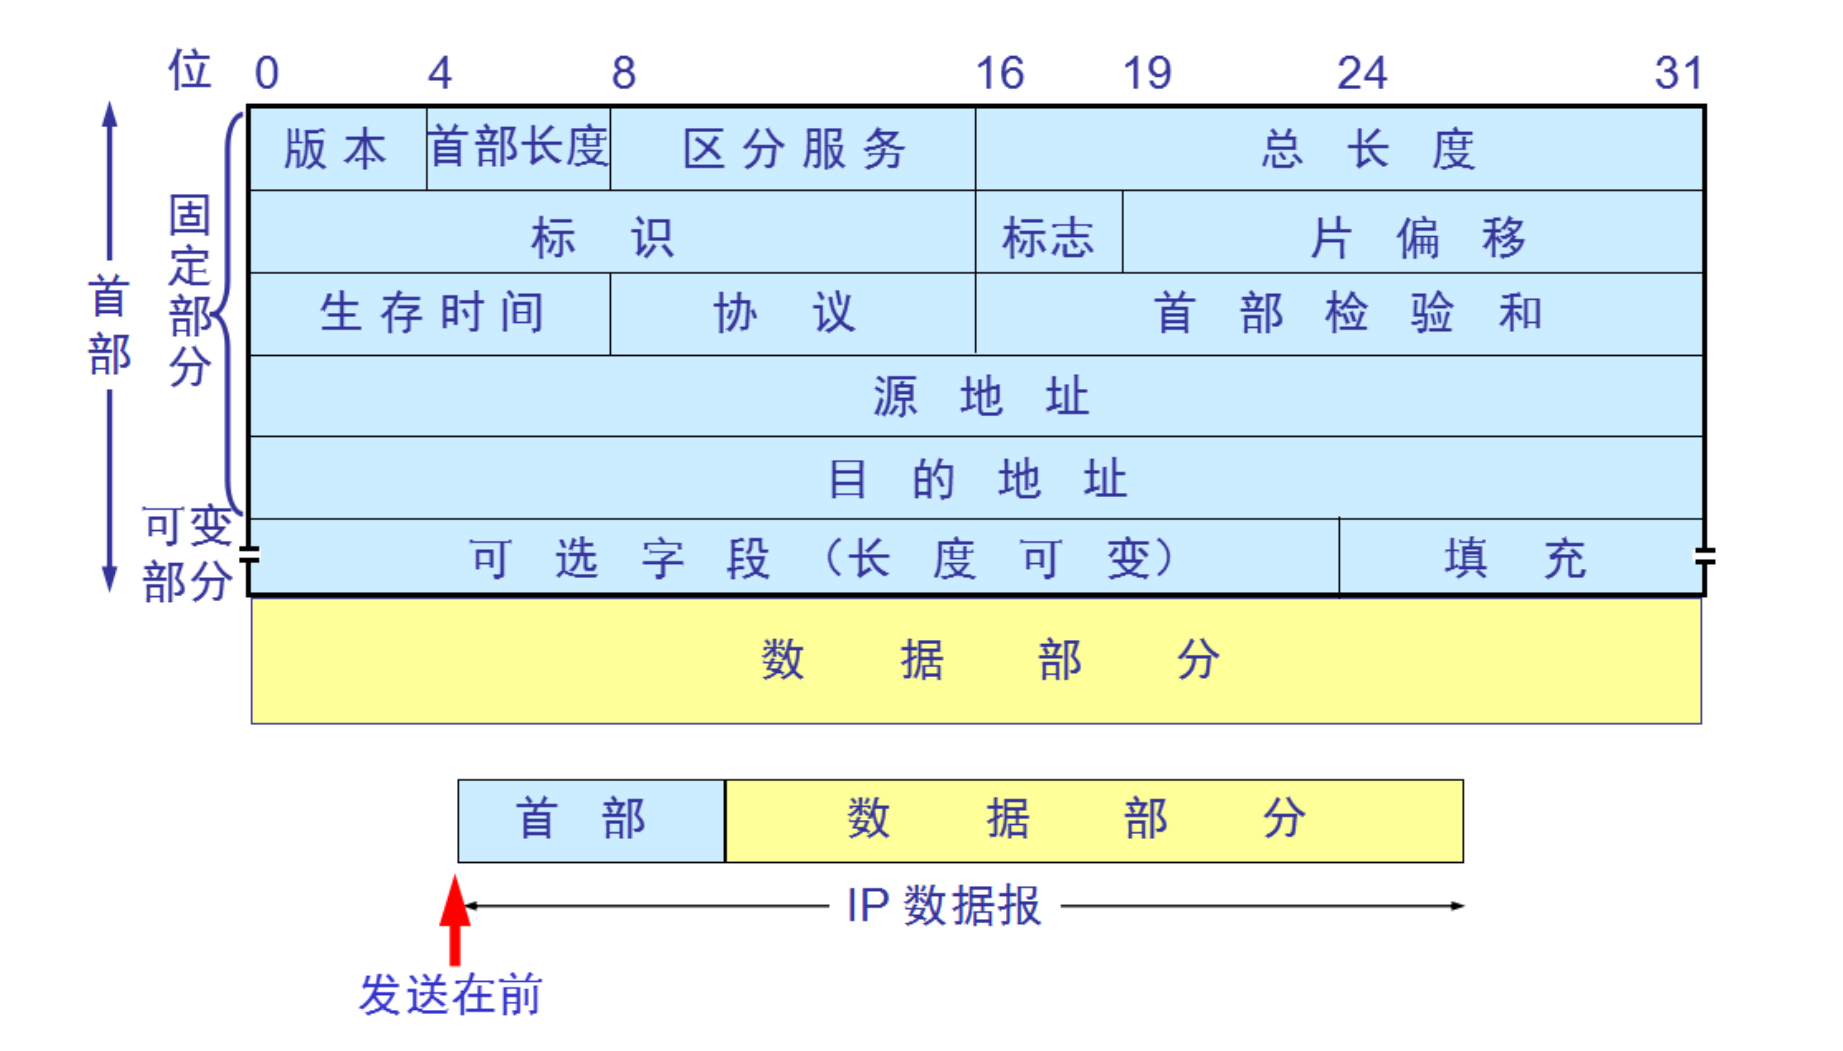 位 0 4 8 16 19 24 31
版本 首部长度 区分服务 总长度
标识 标志 片偏移
生存时间 协议 首部检验和
源地址
目的地址
可选字段（长度可变） 填充
首部
固定部分
可变
部分
数据部分
首部 数据部分
IP 数据报
发送在前